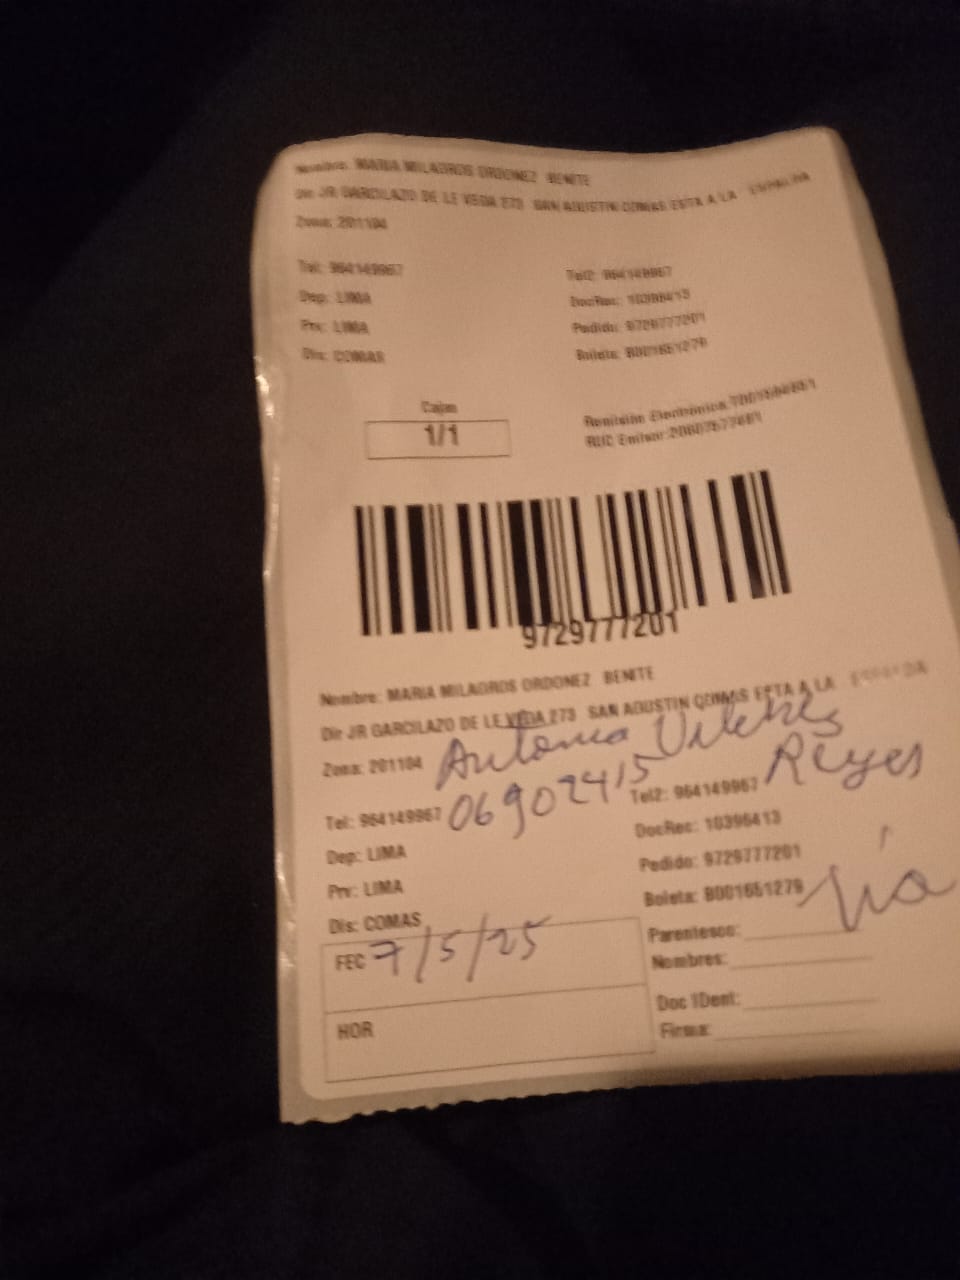 Nombre: MARIA MILAGROS ORDONEZ BENITE
Dir JR GARCILAZO DE LE VEGA 273 SAN AGUSTIN COMAS ESTA A LA ESPALDA
Zona: 201104
Tel: 964149967 Tel2: 964149967
Dep: LIMA DocRec: 10396413
Prv: LIMA Pedido: 9729777201
Dis: COMAS Boleta: B001651279
Cajas
1/1
Remisión Electrónica:
RUC Emisor:
9729777201
Nombre: MARIA MILAGROS ORDONEZ BENITE
Dir JR GARCILAZO DE LE VEGA 273 SAN AGUSTIN COMAS ESTA A LA ESPALDA
Antonia Vilchez
Zona: 201104
Reyes
06902415
Tel: 964149967 Tel2: 964149967
Dep: LIMA DocRec: 10396413
Prv: LIMA Pedido: 9729777201
Dis: COMAS Boleta: B001651279
tía
FEC 7/5/25 Parentesco:
Nombres:
HOR Doc IDent:
Firma: